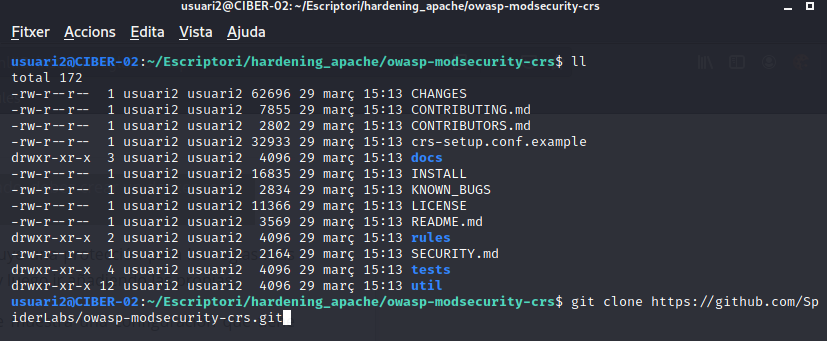 usuari2@CIBER-02: ~/Escriptori/hardening_apache/owasp-modsecurity-crs
Fitxer Accions Edita Vista Ajuda
usuari2@CIBER-02:~/Escriptori/hardening_apache/owasp-modsecurity-crs$ ll
total 172
-rw-r--r-- 1 usuari2 usuari2 62696 29 març 15:13 CHANGES
-rw-r--r-- 1 usuari2 usuari2 7855 29 març 15:13 CONTRIBUTING.md
-rw-r--r-- 1 usuari2 usuari2 2802 29 març 15:13 CONTRIBUTORS.md
-rw-r--r-- 1 usuari2 usuari2 32933 29 març 15:13 crs-setup.conf.example
drwxr-xr-x 3 usuari2 usuari2 4096 29 març 15:13 docs
-rw-r--r-- 1 usuari2 usuari2 16835 29 març 15:13 INSTALL
-rw-r--r-- 1 usuari2 usuari2 2834 29 març 15:13 KNOWN_BUGS
-rw-r--r-- 1 usuari2 usuari2 11366 29 març 15:13 LICENSE
-rw-r--r-- 1 usuari2 usuari2 3569 29 març 15:13 README.md
drwxr-xr-x 2 usuari2 usuari2 4096 29 març 15:13 rules
-rw-r--r-- 1 usuari2 usuari2 2164 29 març 15:13 SECURITY.md
drwxr-xr-x 4 usuari2 usuari2 4096 29 març 15:13 tests
drwxr-xr-x 12 usuari2 usuari2 4096 29 març 15:13 util
usuari2@CIBER-02:~/Escriptori/hardening_apache/owasp-modsecurity-crs$ git clone https://github.com/Sp
iderLabs/owasp-modsecurity-crs.git